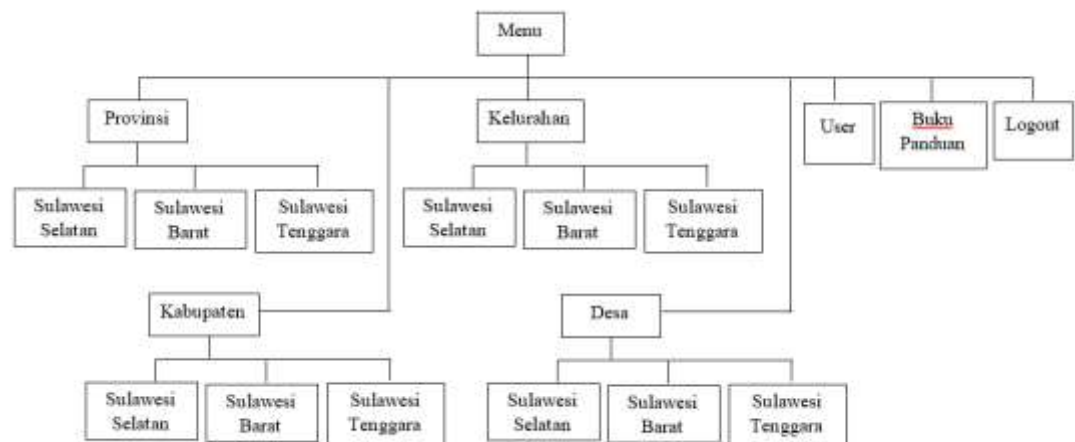 Menu
Provinsi
Kelurahan
User
Buku
Panduan
Logout
Sulawesi
Selatan
Sulawesi
Barat
Sulawesi
Tenggara
Sulawesi
Selatan
Sulawesi
Barat
Sulawesi
Tenggara
Kabupaten
Desa
Sulawesi
Selatan
Sulawesi
Barat
Sulawesi
Tenggara
Sulawesi
Selatan
Sulawesi
Barat
Sulawesi
Tenggara